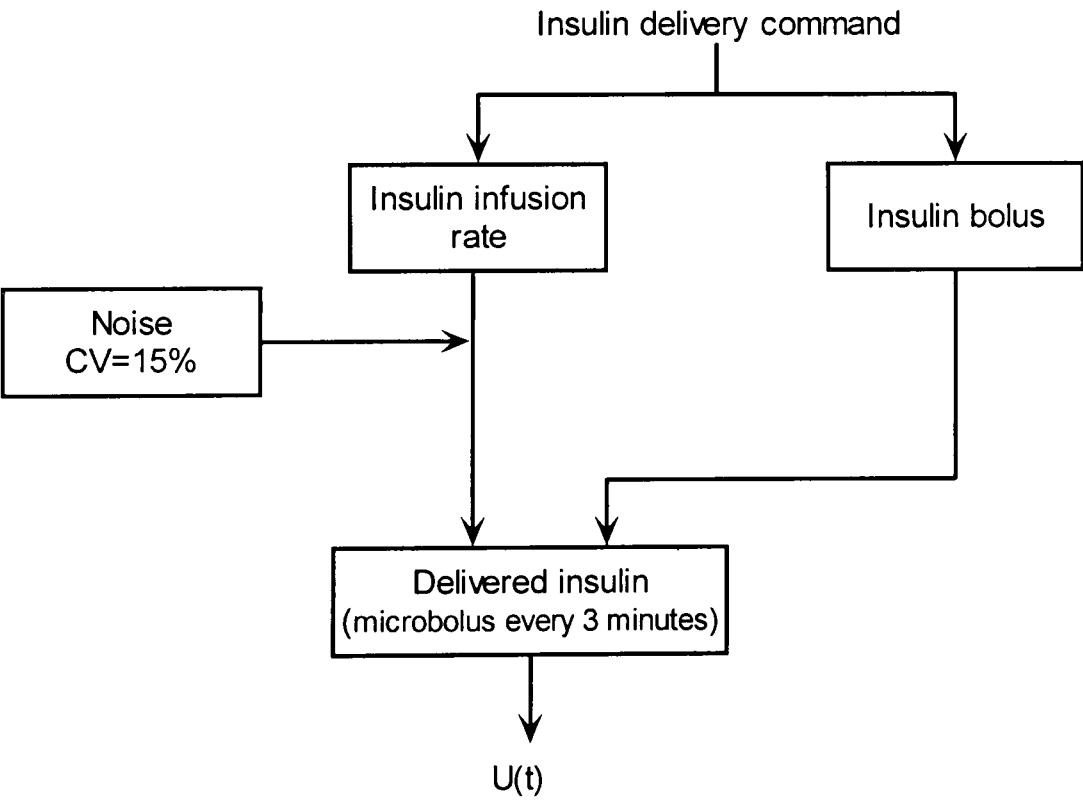 Insulin delivery command
Insulin infusion
rate
Insulin bolus
Noise
CV=15%
Delivered insulin
(microbolus every 3 minutes)
U(t)